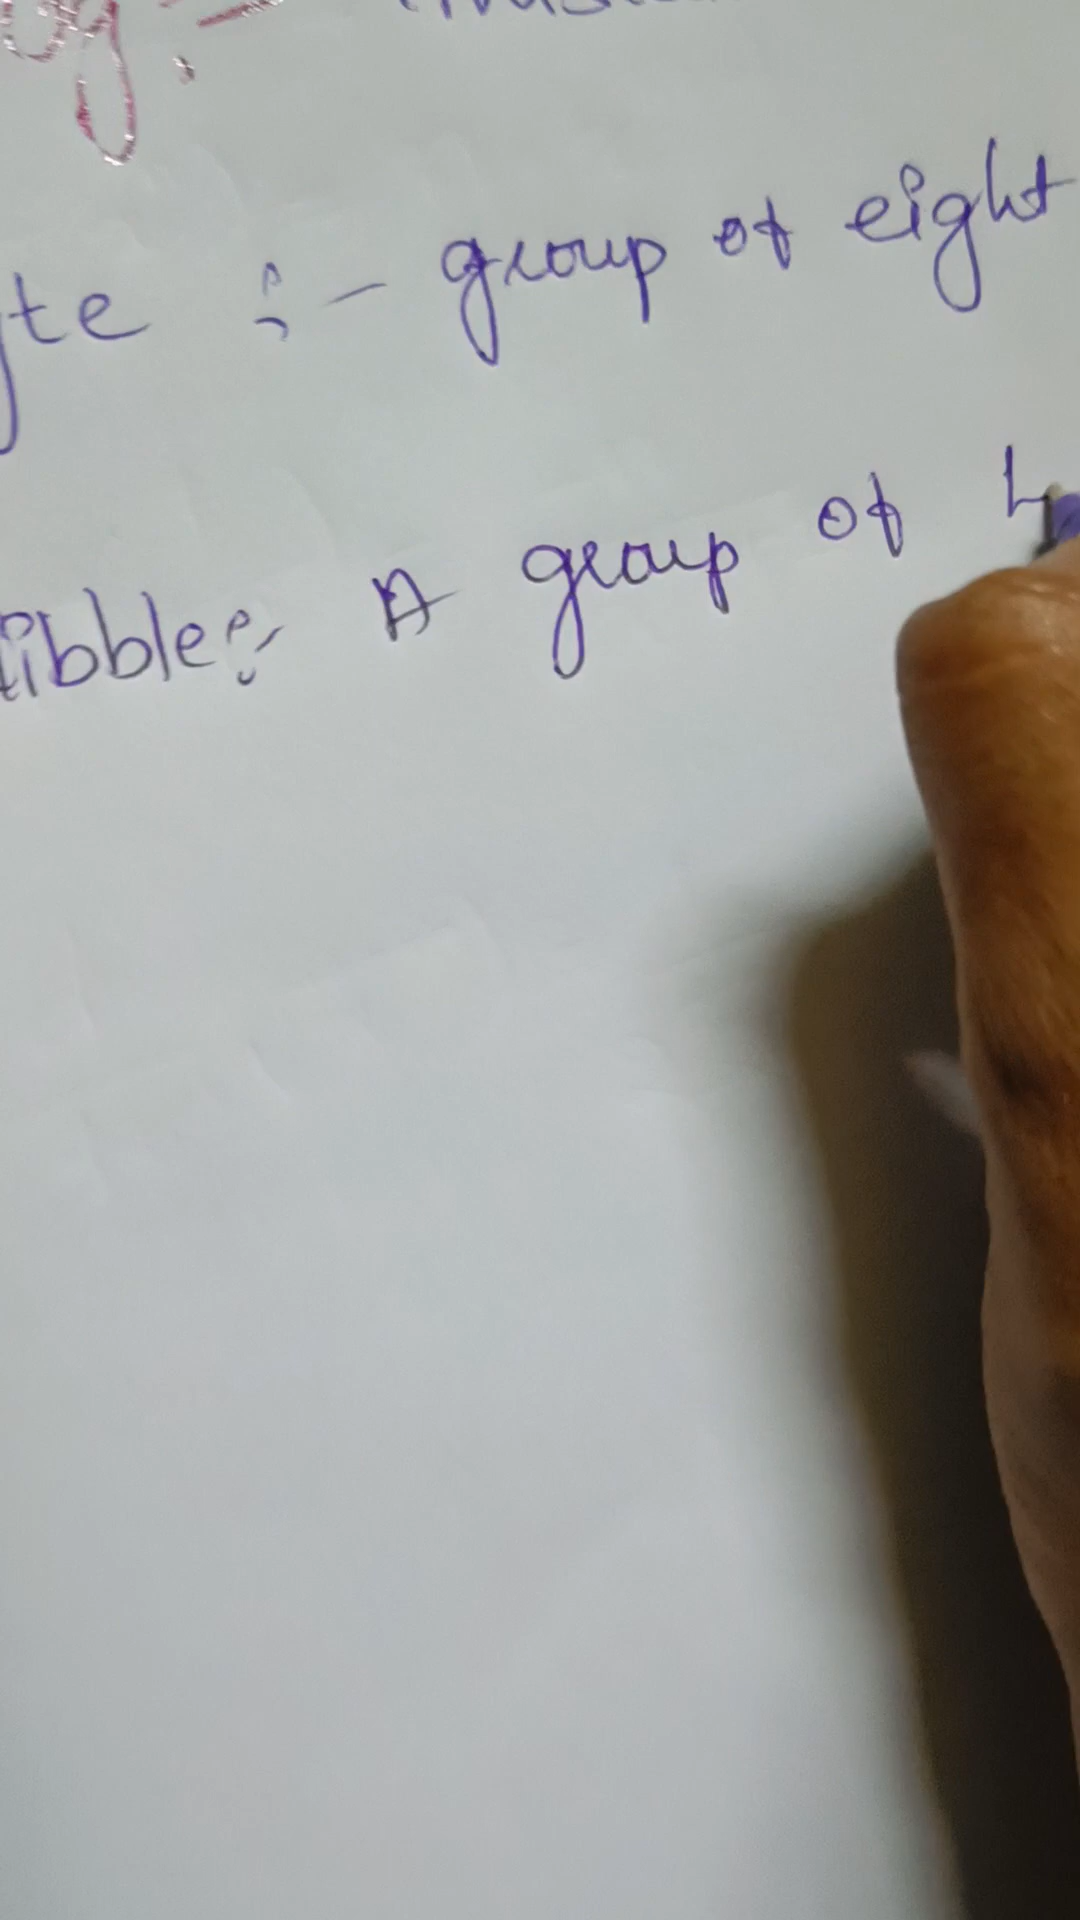 te :- group of eight
ibble:- A group of 4